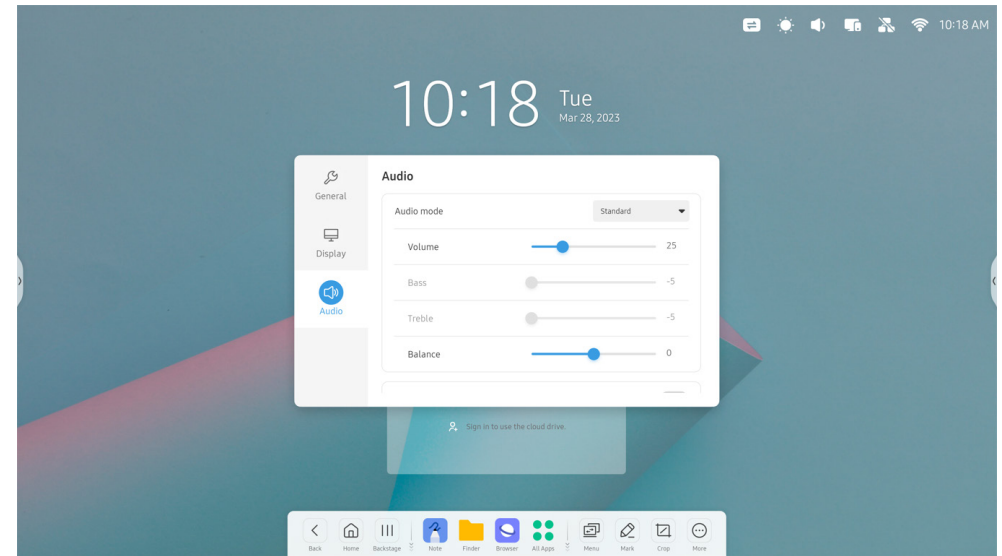 10:18 AM
10:18 Tue
Mar 28, 2023
General
Display
Audio
Audio
Audio mode Standard
Volume 25
Bass -5
Treble -5
Balance 0
Sign in to use the cloud drive.
Back Home Backstage Note Finder Browser All Apps Menu Mark Crop More